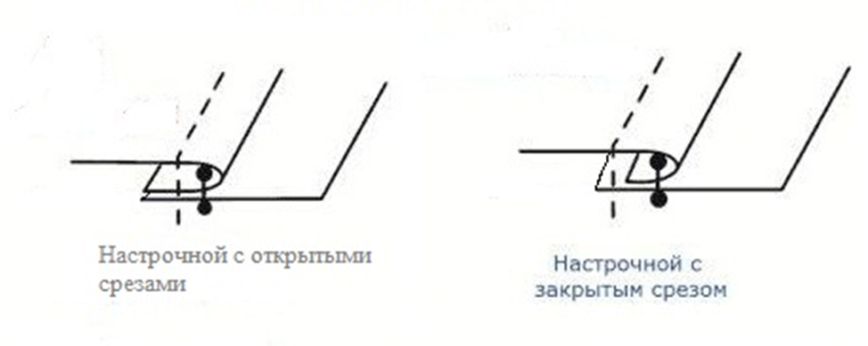 Настрочной с открытыми
срезами
Настрочной с
закрытым срезом